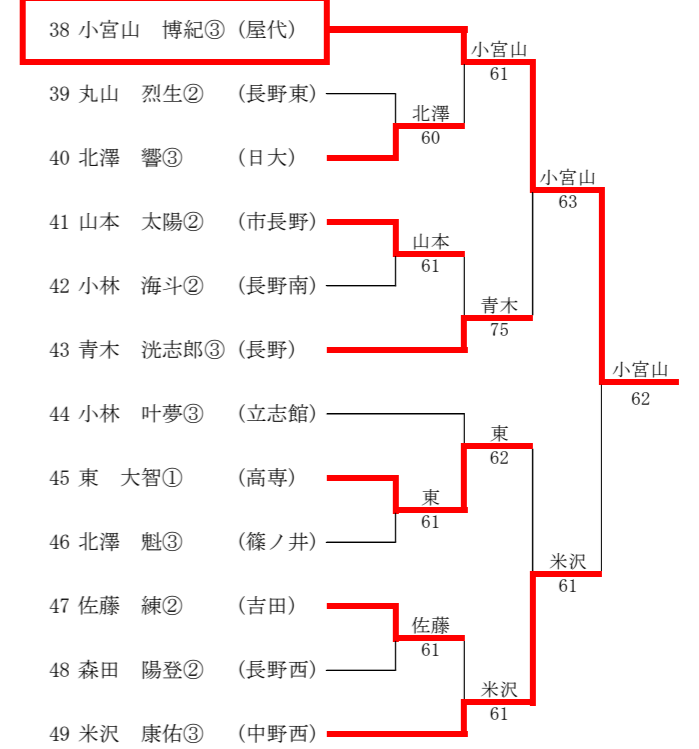 38 小宮山 博紀③ (屋代)
39 丸山 烈生② (長野東)
40 北澤 響③ (日大)
41 山本 太陽② (市長野)
42 小林 海斗② (長野南)
43 青木 洸志郎③ (長野)
44 小林 叶夢③ (立志館)
45 東 大智① (高専)
46 北澤 魁③ (篠ノ井)
47 佐藤 練② (吉田)
48 森田 陽登② (長野西)
49 米沢 康佑③ (中野西)
北澤
60
山本
61
東
61
佐藤
61
小宮山
61
青木
75
東
62
米沢
61
小宮山
63
米沢
61
小宮山
62